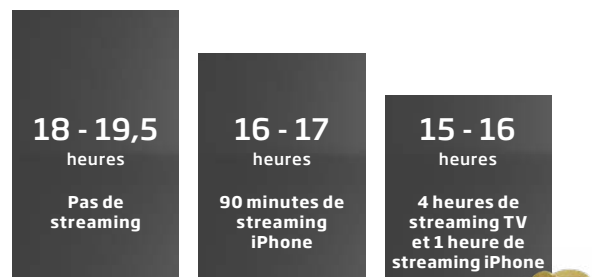 18 - 19,5
heures
Pas de
streaming
16 - 17
heures
90 minutes de
streaming
iPhone
15 - 16
heures
4 heures de
streaming TV
et 1 heure de
streaming iPhone